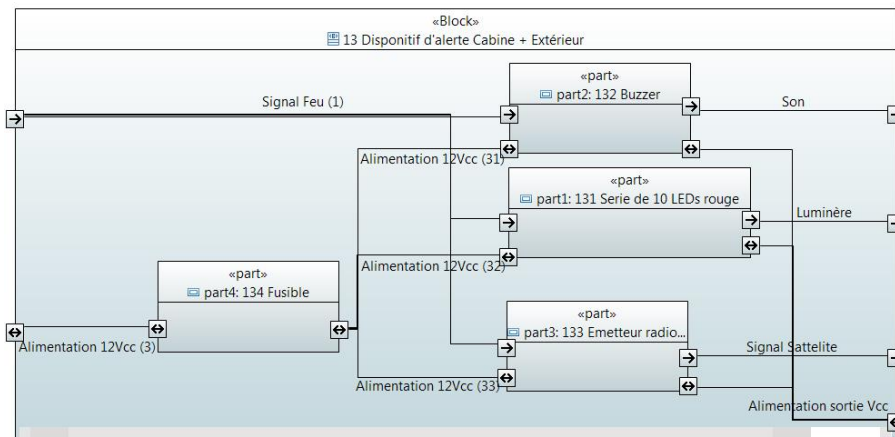 «Block»
13 Disponitif d'alerte Cabine + Extérieur
«part»
part2: 132 Buzzer
Signal Feu (1)
Son
Alimentation 12Vcc (31)
«part»
part1: 131 Serie de 10 LEDs rouge
Luminère
Alimentation 12Vcc (32)
«part»
part4: 134 Fusible
«part»
part3: 133 Emetteur radio...
Alimentation 12Vcc (3)
Signal Sattelite
Alimentation 12Vcc (33)
Alimentation sortie Vcc